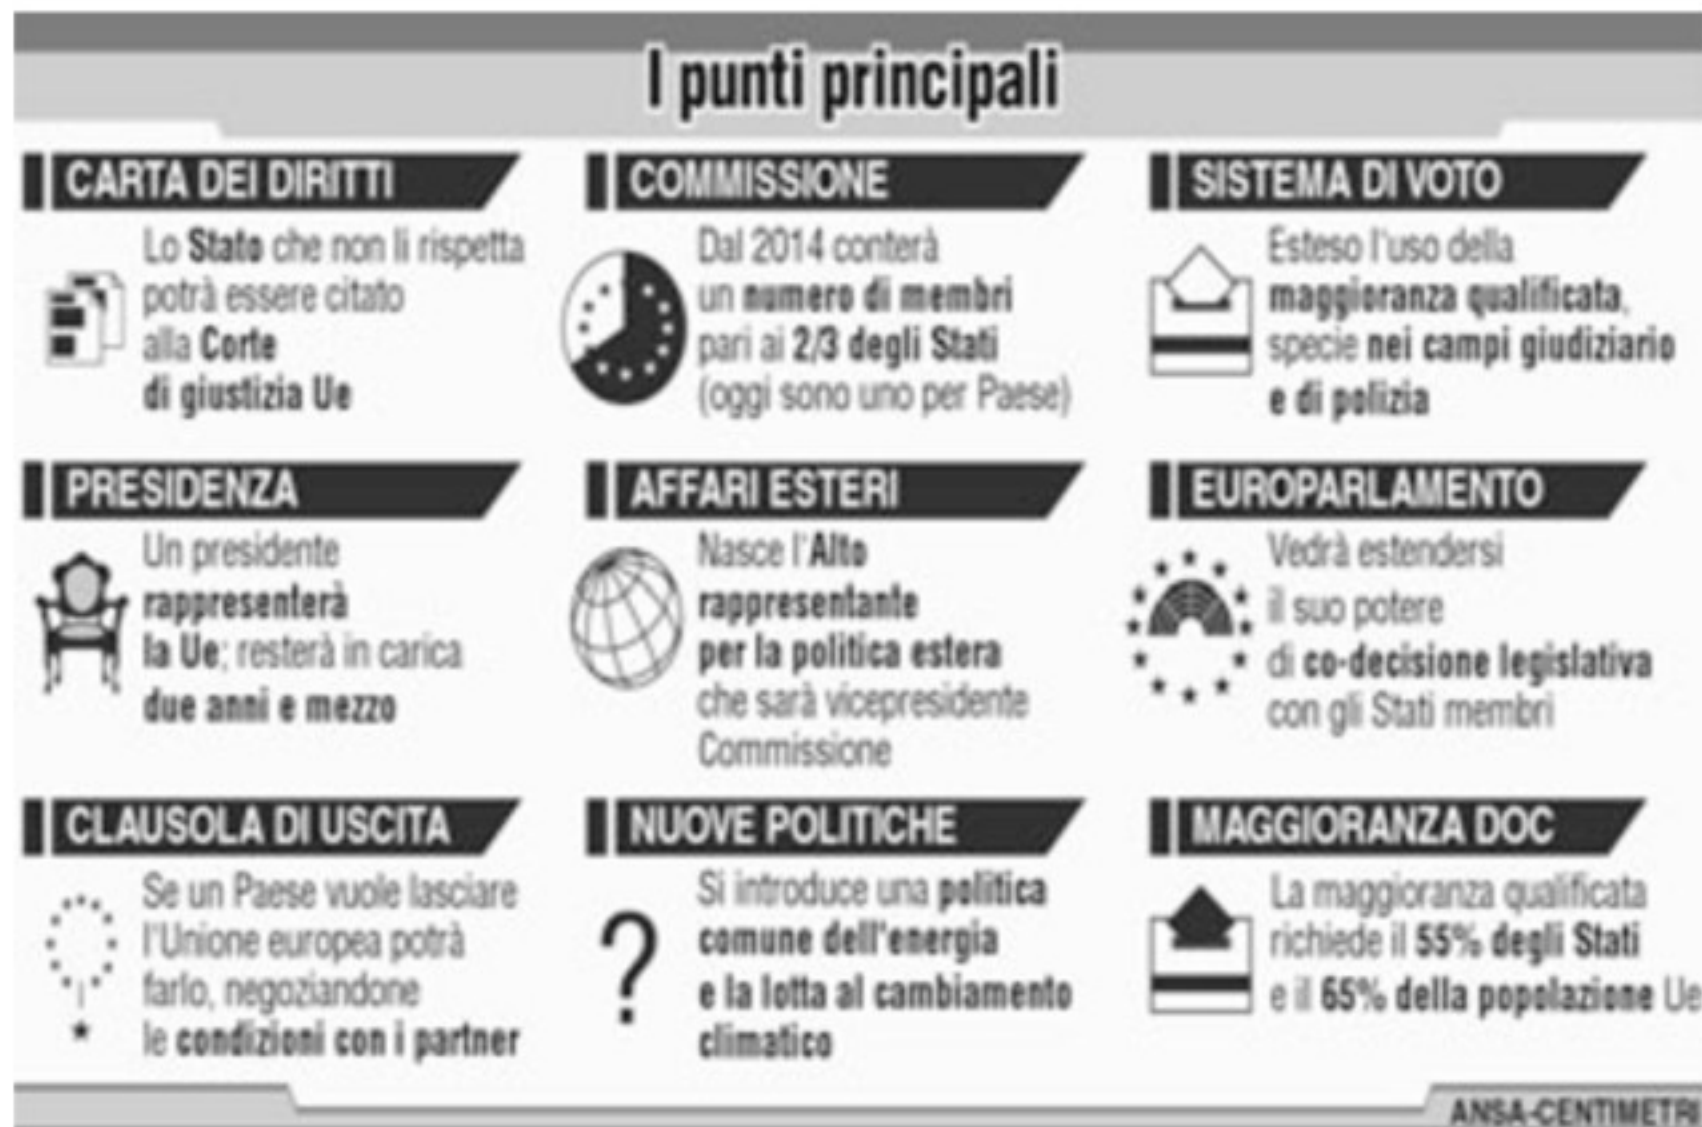 I punti principali
CARTA DEI DIRITTI
Lo Stato che non li rispetta
potrà essere citato
alla Corte
di giustizia Ue
COMMISSIONE
Dal 2014 conterà
un numero di membri
pari ai 2/3 degli Stati
(oggi sono uno per Paese)
SISTEMA DI VOTO
Esteso l'uso della
maggioranza qualificata,
specie nei campi giudiziario
e di polizia
PRESIDENZA
Un presidente
rappresenterà
la Ue; resterà in carica
due anni e mezzo
AFFARI ESTERI
Nasce l'Alto
rappresentante
per la politica estera
che sarà vicepresidente
Commissione
EUROPARLAMENTO
Vedrà estendersi
il suo potere
di co-decisione legislativa
con gli Stati membri
CLAUSOLA DI USCITA
Se un Paese vuole lasciare
l'Unione europea potrà
farlo, negoziandone
le condizioni con i partner
NUOVE POLITICHE
Si introduce una politica
comune dell'energia
e la lotta al cambiamento
climatico
MAGGIORANZA DOC
La maggioranza qualificata
richiede il 55% degli Stati
e il 65% della popolazione Ue
ANSA-CENTIMETRI